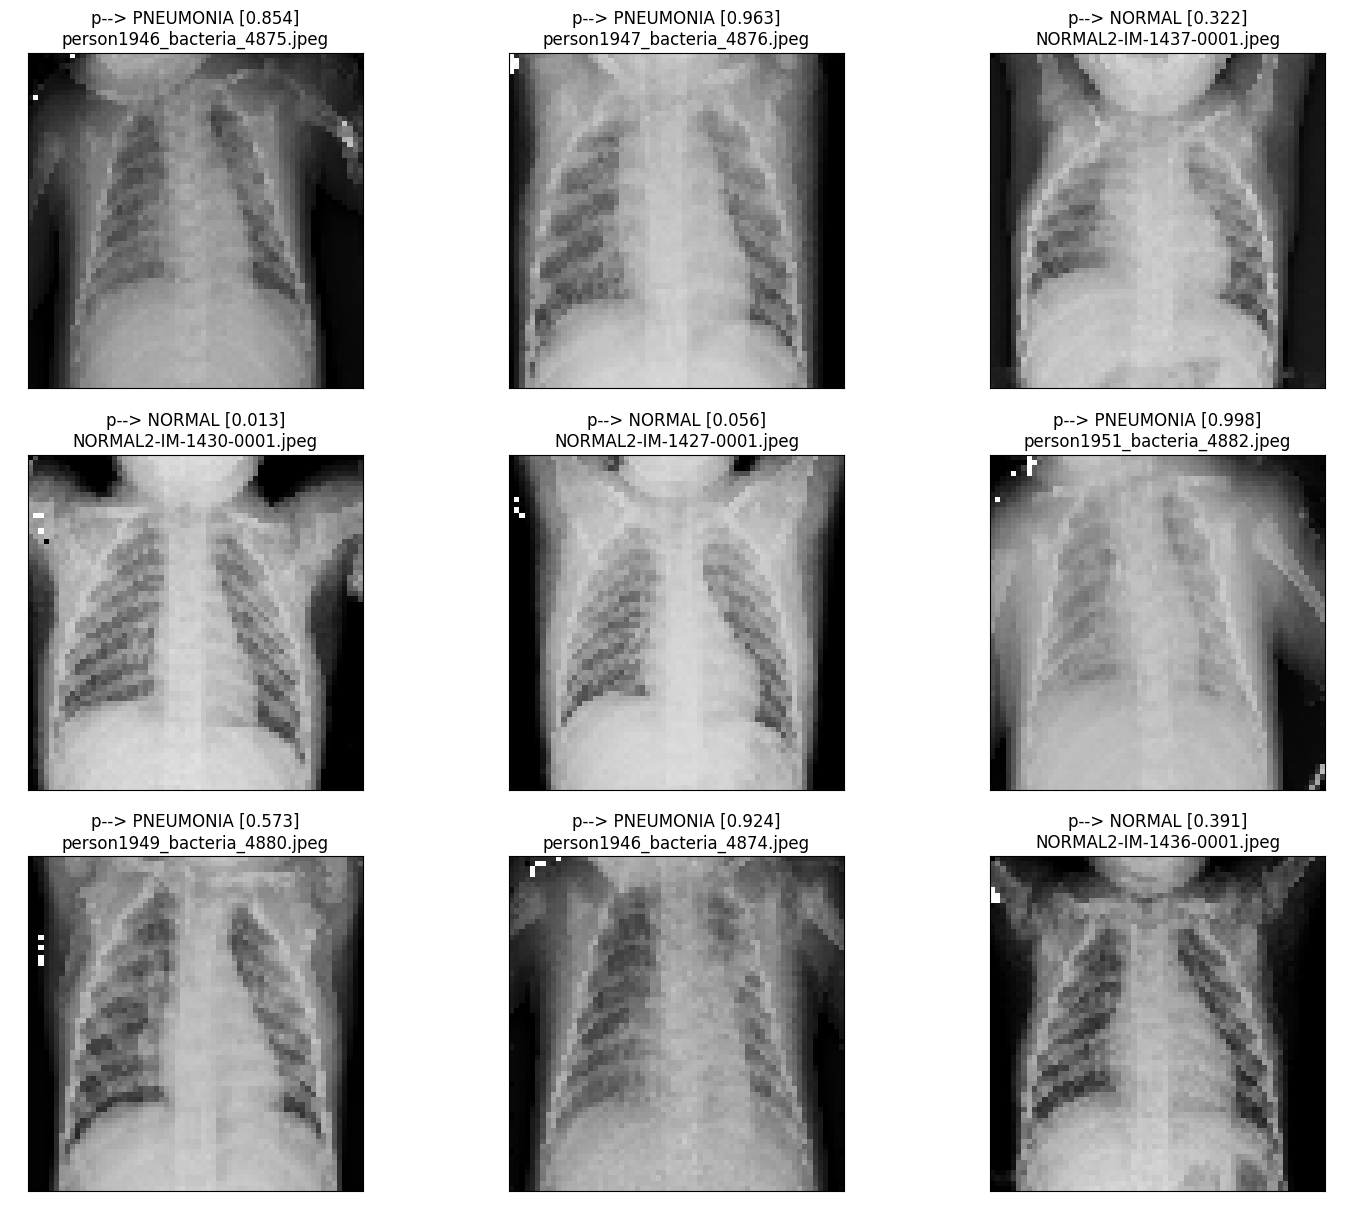 p--> PNEUMONIA [0.854]
person1946_bacteria_4875.jpeg
p--> PNEUMONIA [0.963]
person1947_bacteria_4876.jpeg
p--> NORMAL [0.322]
NORMAL2-IM-1437-0001.jpeg
p--> NORMAL [0.013]
NORMAL2-IM-1430-0001.jpeg
p--> NORMAL [0.056]
NORMAL2-IM-1427-0001.jpeg
p--> PNEUMONIA [0.998]
person1951_bacteria_4882.jpeg
p--> PNEUMONIA [0.573]
person1949_bacteria_4880.jpeg
p--> PNEUMONIA [0.924]
person1946_bacteria_4874.jpeg
p--> NORMAL [0.391]
NORMAL2-IM-1436-0001.jpeg